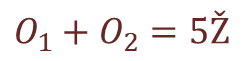 O₁ + O₂ = 5Ž